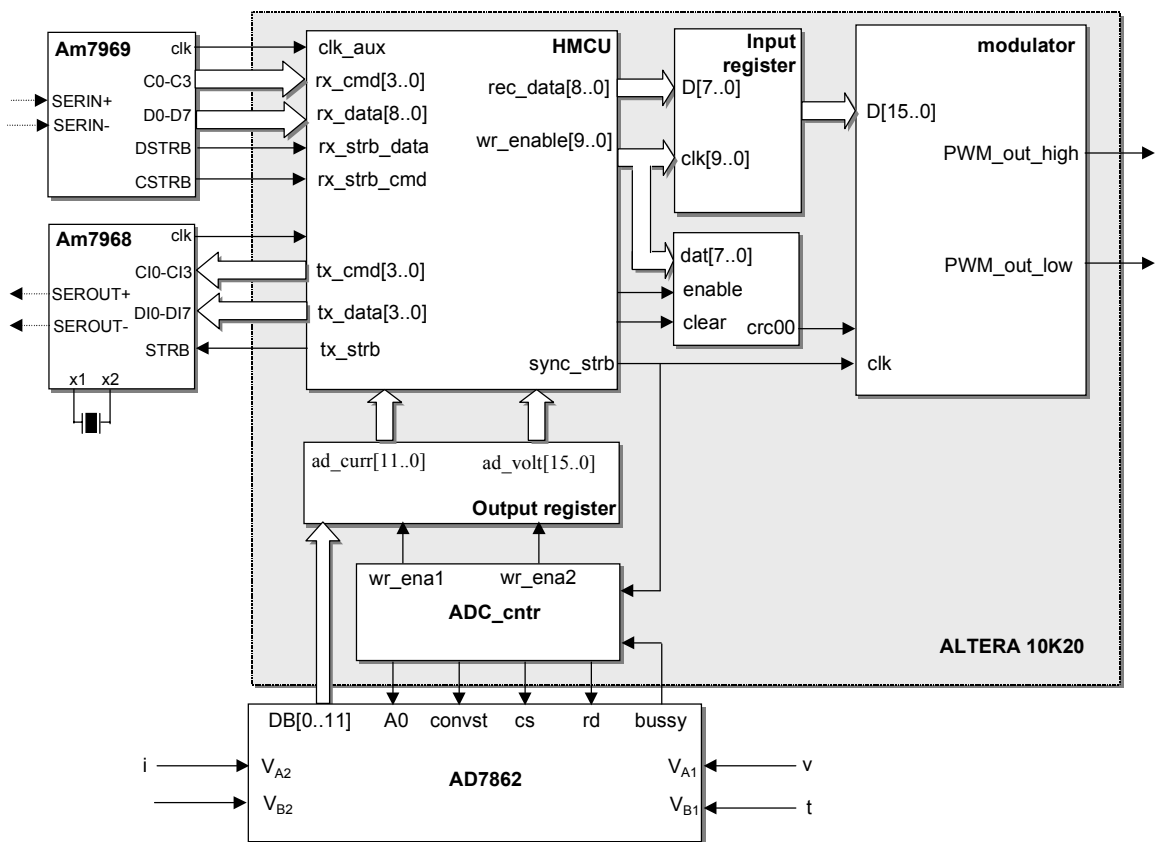 Am7969
clk
C0-C3
SERIN+
D0-D7
SERIN-
DSTRB
CSTRB
Am7968
clk
CI0-CI3
SEROUT+
DI0-DI7
SEROUT-
STRB
x1 x2
HMCU
clk_aux
rx_cmd[3..0]
rec_data[8..0]
rx_data[8..0]
wr_enable[9..0]
rx_strb_data
rx_strb_cmd
tx_cmd[3..0]
tx_data[3..0]
tx_strb
sync_strb
Input
register
D[7..0]
clk[9..0]
dat[7..0]
enable
clear
crc00
modulator
D[15..0]
PWM_out_high
PWM_out_low
clk
ad_curr[11..0] ad_volt[15..0]
Output register
wr_ena1 wr_ena2
ADC_cntr
ALTERA 10K20
DB[0..11] A0 convst cs rd bussy
i VA2 AD7862 VA1 v
VB2 VB1 t